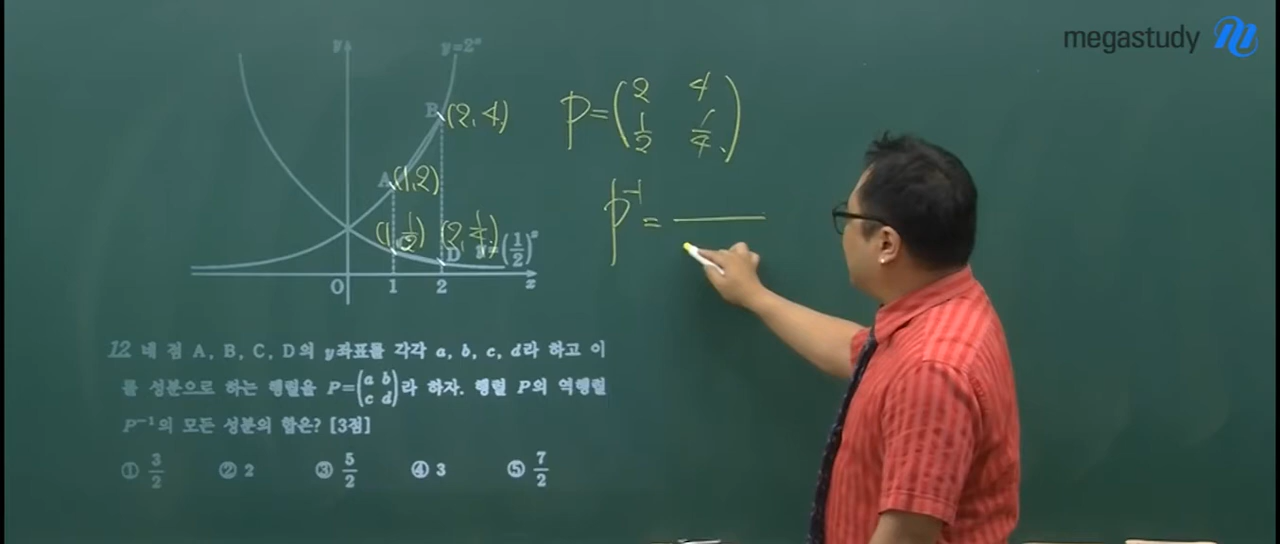 megastudy
y
y=2ˣ
B (2, 4)
A (1, 2)
(1, 1/2) (2, 1/4)
C D y=(1/2)ˣ
O 1 2 x
P = (2 4
1/2 1/4)
P⁻¹ =
12 네 점 A, B, C, D의 y좌표를 각각 a, b, c, d라 하고 이
를 성분으로 하는 행렬을 P=(a b
c d)라 하자. 행렬 P의 역행렬
P⁻¹의 모든 성분의 합은? [3점]
① 3/2 ② 2 ③ 5/2 ④ 3 ⑤ 7/2